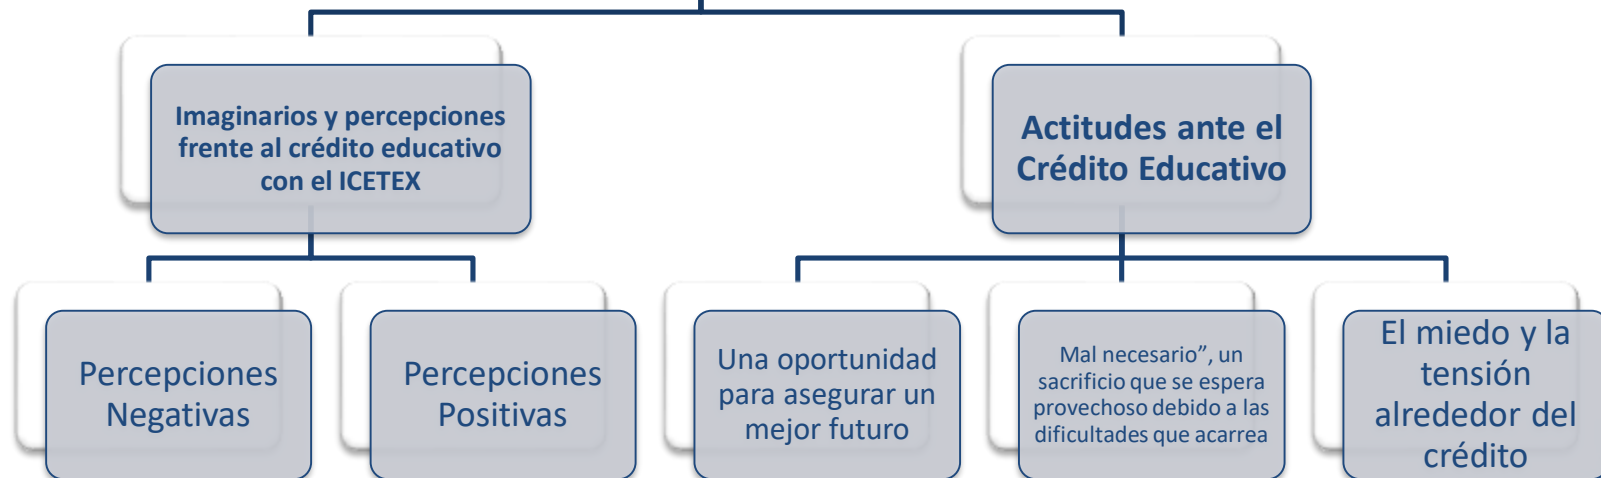 Imaginarios y percepciones
frente al crédito educativo
con el ICETEX
Actitudes ante el
Crédito Educativo
Percepciones
Negativas
Percepciones
Positivas
Una oportunidad
para asegurar un
mejor futuro
Mal necesario”, un
sacrificio que se espera
provechoso debido a las
dificultades que acarrea
El miedo y la
tensión
alrededor del
crédito